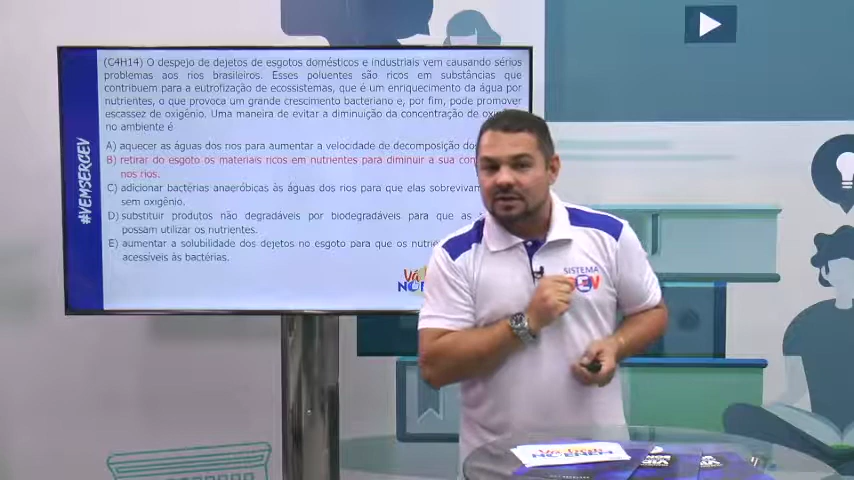 (C4H14) O despejo de dejetos de esgotos domésticos e industriais vem causando sérios
problemas aos rios brasileiros. Esses poluentes são ricos em substâncias que
contribuem para a eutrofização de ecossistemas, que é um enriquecimento da água por
nutrientes, o que provoca um grande crescimento bacteriano e, por fim, pode promover
escassez de oxigênio. Uma maneira de evitar a diminuição da concentração de
no ambiente é
A) aquecer as águas dos rios para aumentar a velocidade de decomposição
B) retirar do esgoto os materiais ricos em nutrientes para diminuir a sua
nos rios.
C) adicionar bactérias anaeróbicas às águas dos rios para que elas
sem oxigênio.
D) substituir produtos não degradáveis por biodegradáveis para que as
possam utilizar os nutrientes.
E) aumentar a solubilidade dos dejetos no esgoto para que os
acessíveis às bactérias.
#VEMSERCEV
SISTEMA